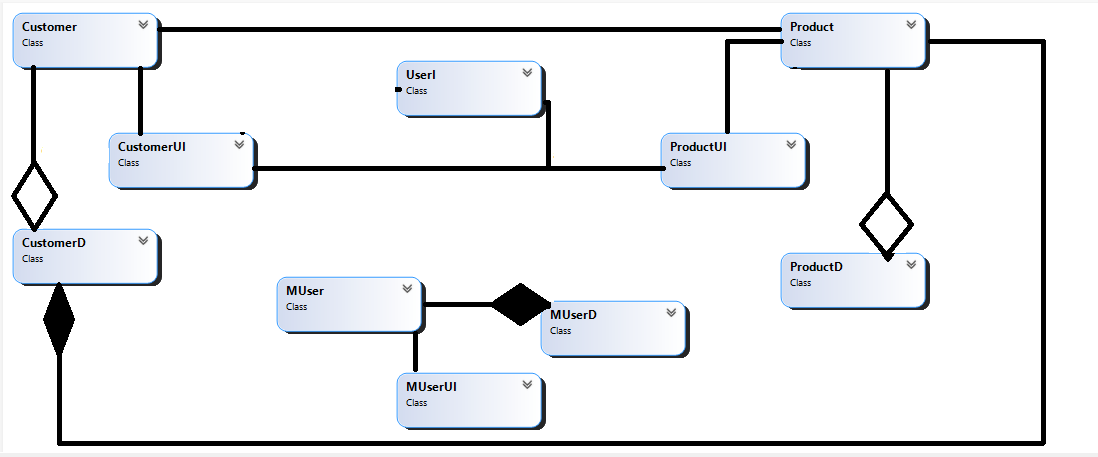 Customer
Class
Product
Class
UserI
Class
CustomerUI
Class
ProductUI
Class
CustomerD
Class
ProductD
Class
MUser
Class
MUserD
Class
MUserUI
Class